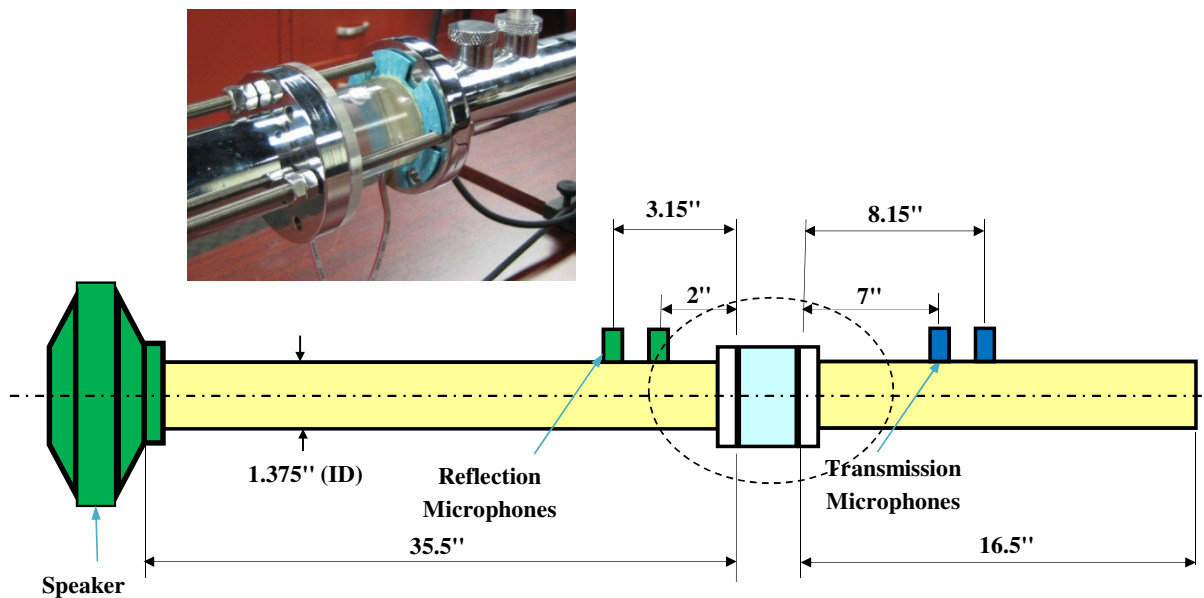 3.15"
8.15"
2"
7"
1.375" (ID)
Reflection
Microphones
Transmission
Microphones
35.5"
16.5"
Speaker